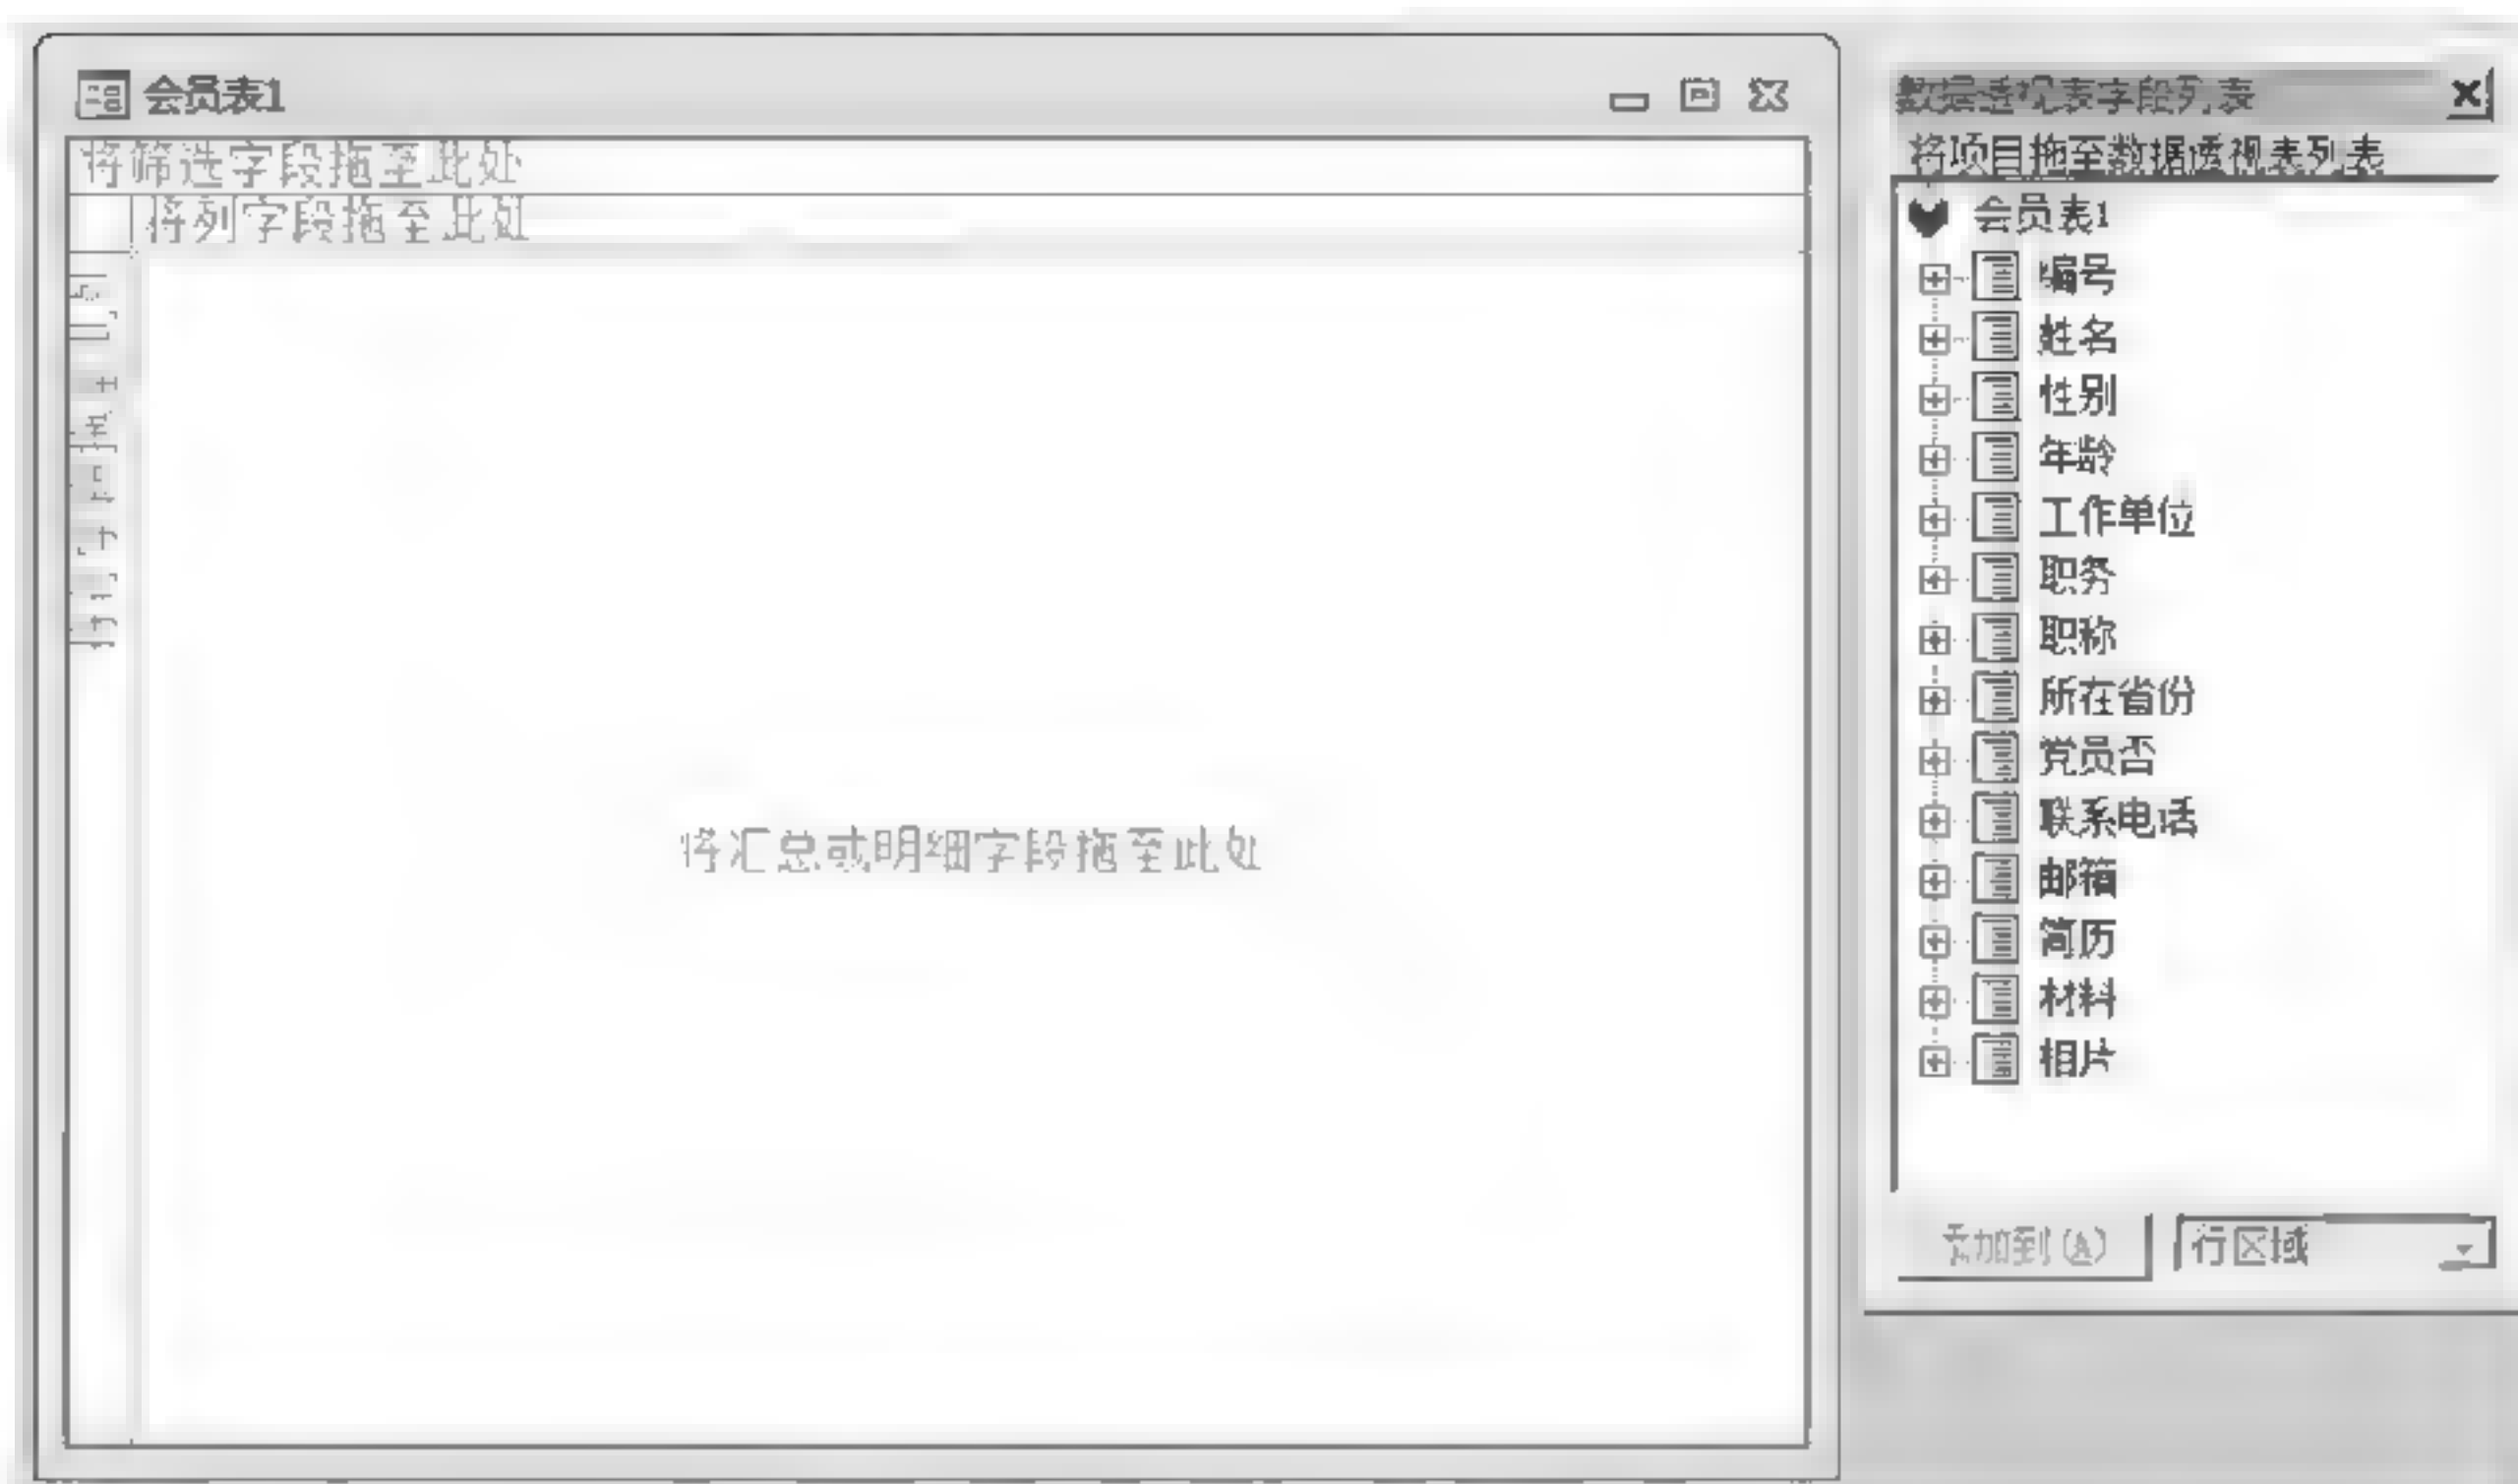 会员表1
将筛选字段拖至此处
将列字段拖至此处
将汇总或明细字段拖至此处
数据透视表字段列表
将项目拖至数据透视表列表
会员表1
编号
姓名
性别
年龄
工作单位
职务
职称
所在省份
党员否
联系电话
邮箱
简历
材料
相片
添加到(A)
行区域